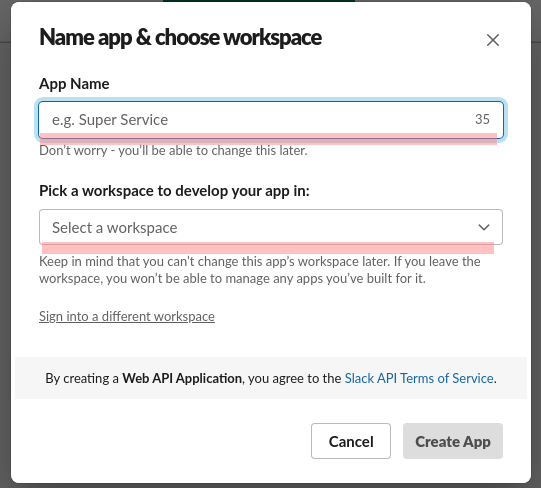 Name app & choose workspace
App Name
e.g. Super Service 35
Don't worry - you'll be able to change this later.
Pick a workspace to develop your app in:
Select a workspace
Keep in mind that you can't change this app's workspace later. If you leave the
workspace, you won't be able to manage any apps you've built for it.
Sign into a different workspace
By creating a Web API Application, you agree to the Slack API Terms of Service.
Cancel Create App